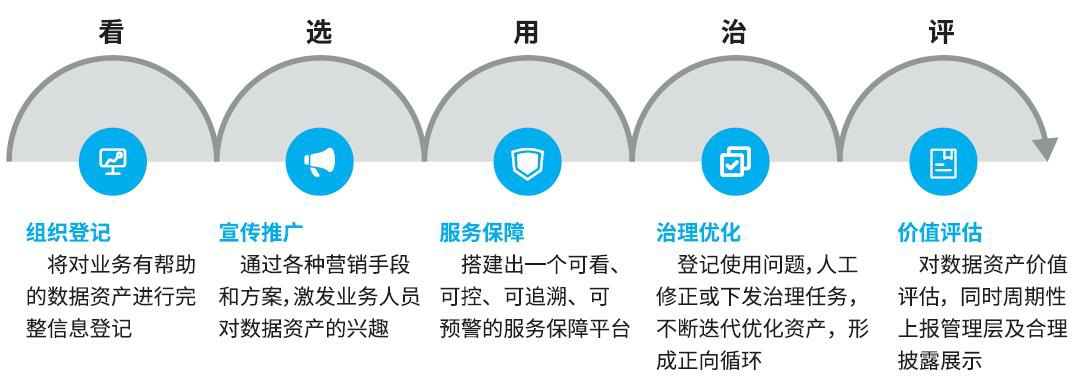 看
选
用
治
评
组织登记
将对业务有帮助
的数据资产进行完
整信息登记
宣传推广
通过各种营销手段
和方案，激发业务人员
对数据资产的兴趣
服务保障
搭建出一个可看、
可控、可追溯、可
预警的服务保障平台
治理优化
登记使用问题，人工
修正或下发治理任务，
不断迭代优化资产，形
成正向循环
价值评估
对数据资产价值
评估，同时周期性
上报管理层及合理
披露展示